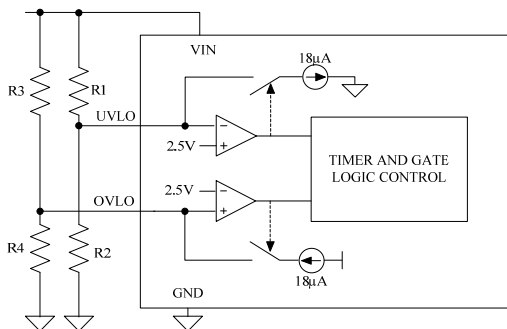 VIN
18µA
R3
R1
UVLO
−
+
2.5V
TIMER AND GATE
LOGIC CONTROL
2.5V
−
+
OVLO
R4
R2
18µA
GND